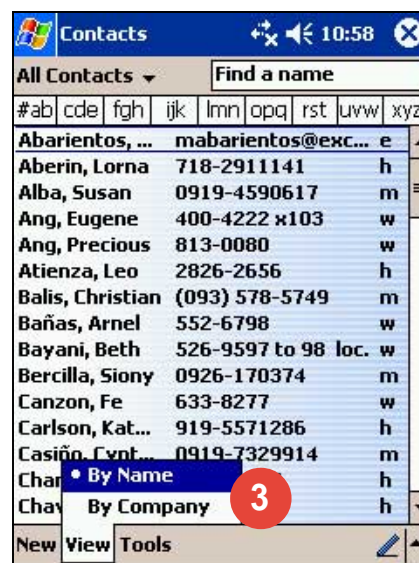 Contacts 10:58
All Contacts Find a name
#ab cde fgh ijk lmn opq rst uvw xyz
Abarientos, ... mabarientos@exc... e
Aberin, Lorna 718-2911141 h
Alba, Susan 0919-4590617 m
Ang, Eugene 400-4222 x103 w
Ang, Precious 813-0080 w
Atienza, Leo 2826-2656 h
Balis, Christian (093) 578-5749 m
Bañas, Arnel 552-6798 w
Bayani, Beth 526-9597 to 98 loc. w
Bercilla, Siony 0926-170374 m
Canzon, Fe 633-8277 w
Carlson, Kat... 919-5571286 h
Casiño, Cynt... 0919-7329914 m
Char h
• By Name
Chav h
By Company
3
New View Tools